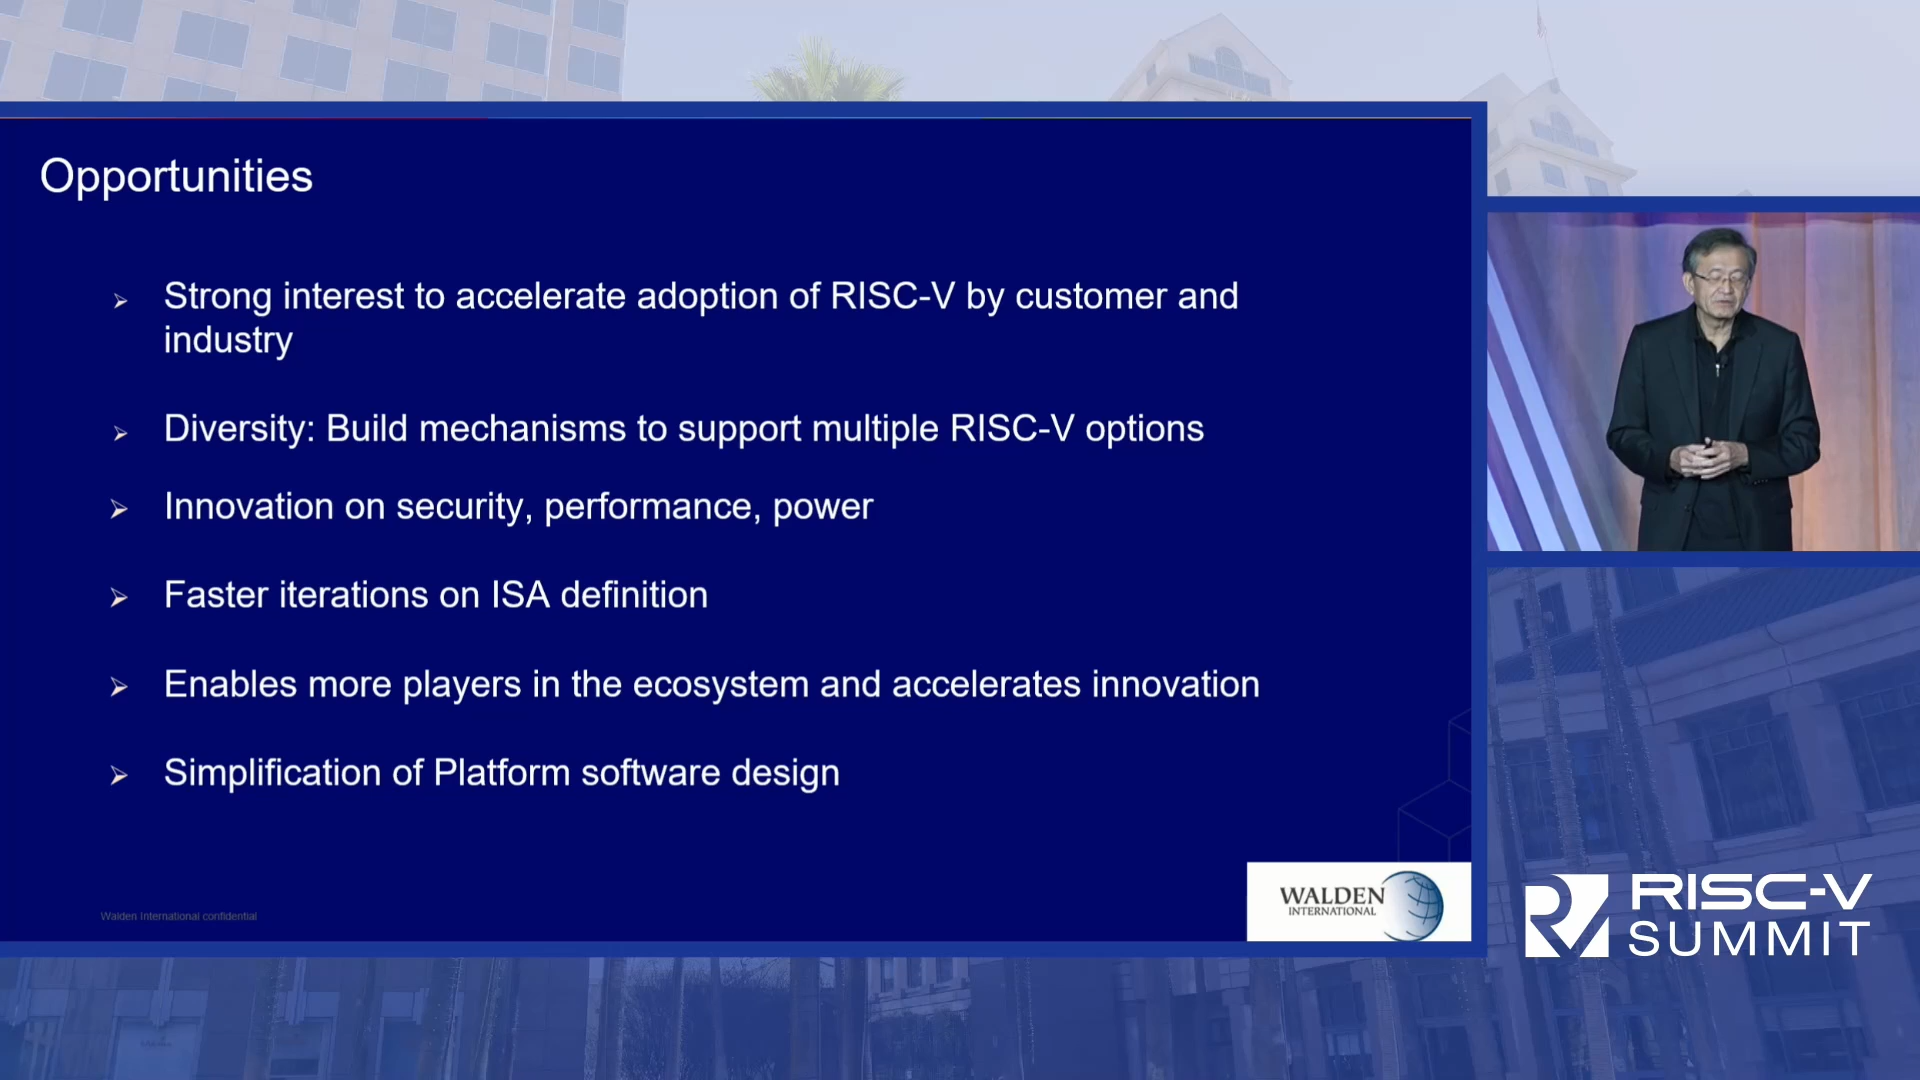 Opportunities
Strong interest to accelerate adoption of RISC-V by customer and
industry
Diversity: Build mechanisms to support multiple RISC-V options
Innovation on security, performance, power
Faster iterations on ISA definition
Enables more players in the ecosystem and accelerates innovation
Simplification of Platform software design
Walden International confidential
WALDEN
INTERNATIONAL
RISC-V
SUMMIT